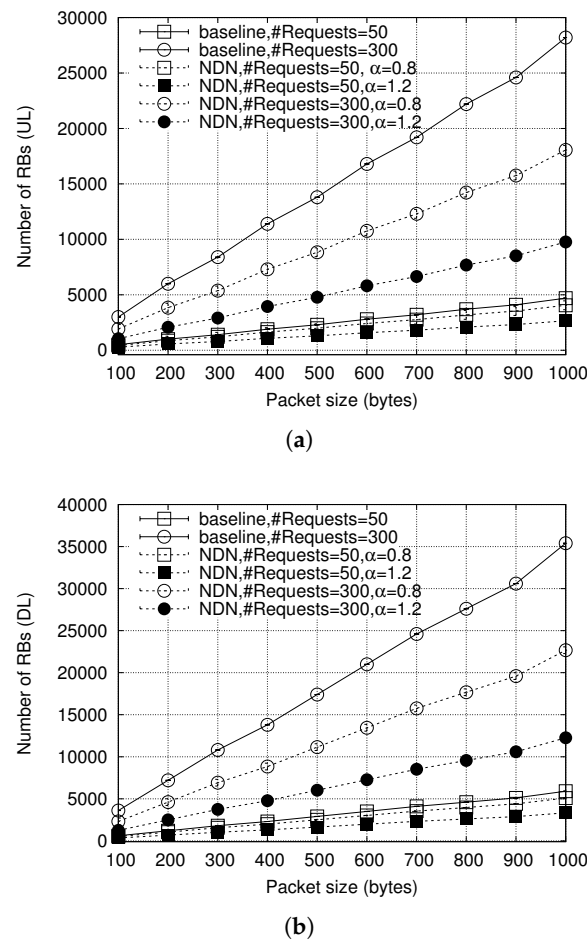 30000
25000
20000
15000
10000
5000
0
Number of RBs (UL)
baseline,#Requests=50
baseline,#Requests=300
NDN,#Requests=50, α=0.8
NDN,#Requests=50,α=1.2
NDN,#Requests=300,α=0.8
NDN,#Requests=300,α=1.2
100 200 300 400 500 600 700 800 900 1000
Packet size (bytes)
(a)
40000
35000
30000
25000
20000
15000
10000
5000
0
Number of RBs (DL)
baseline,#Requests=50
baseline,#Requests=300
NDN,#Requests=50,α=0.8
NDN,#Requests=50,α=1.2
NDN,#Requests=300,α=0.8
NDN,#Requests=300,α=1.2
100 200 300 400 500 600 700 800 900 1000
Packet size (bytes)
(b)